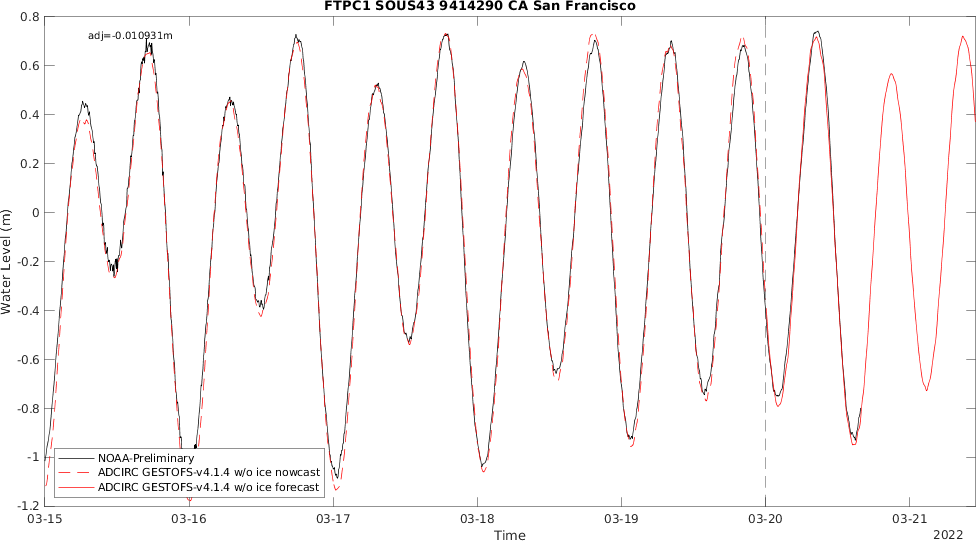 FTPC1 SOUS43 9414290 CA San Francisco
adj=-0.010931m
0.8
0.6
0.4
0.2
0
-0.2
-0.4
-0.6
-0.8
-1
-1.2
Water Level (m)
NOAA-Preliminary
ADCIRC GESTOFS-v4.1.4 w/o ice nowcast
ADCIRC GESTOFS-v4.1.4 w/o ice forecast
03-15 03-16 03-17 03-18 03-19 03-20 03-21
Time
2022